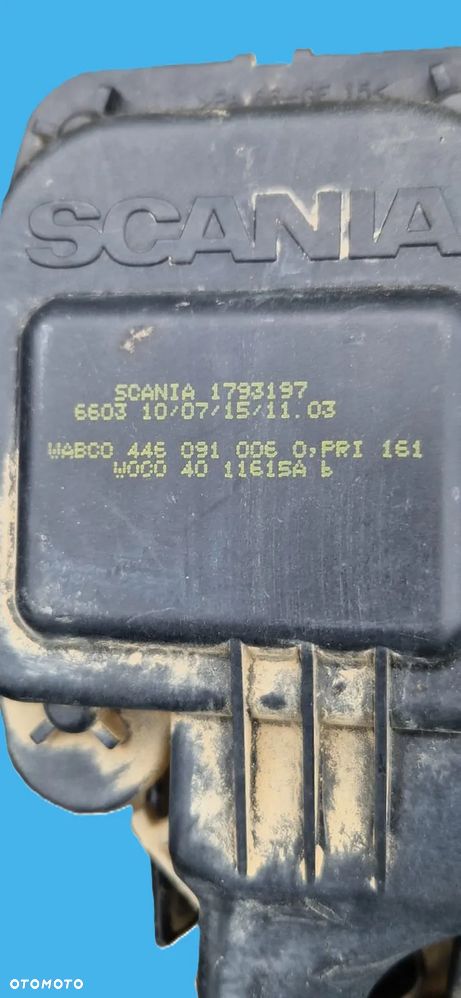 SCANIA
SCANIA 1793197
6603 10/07/15/11.03
WABCO 446 091 006 0,PRI 161
WOCO 40 11615A b
OTOMOTO